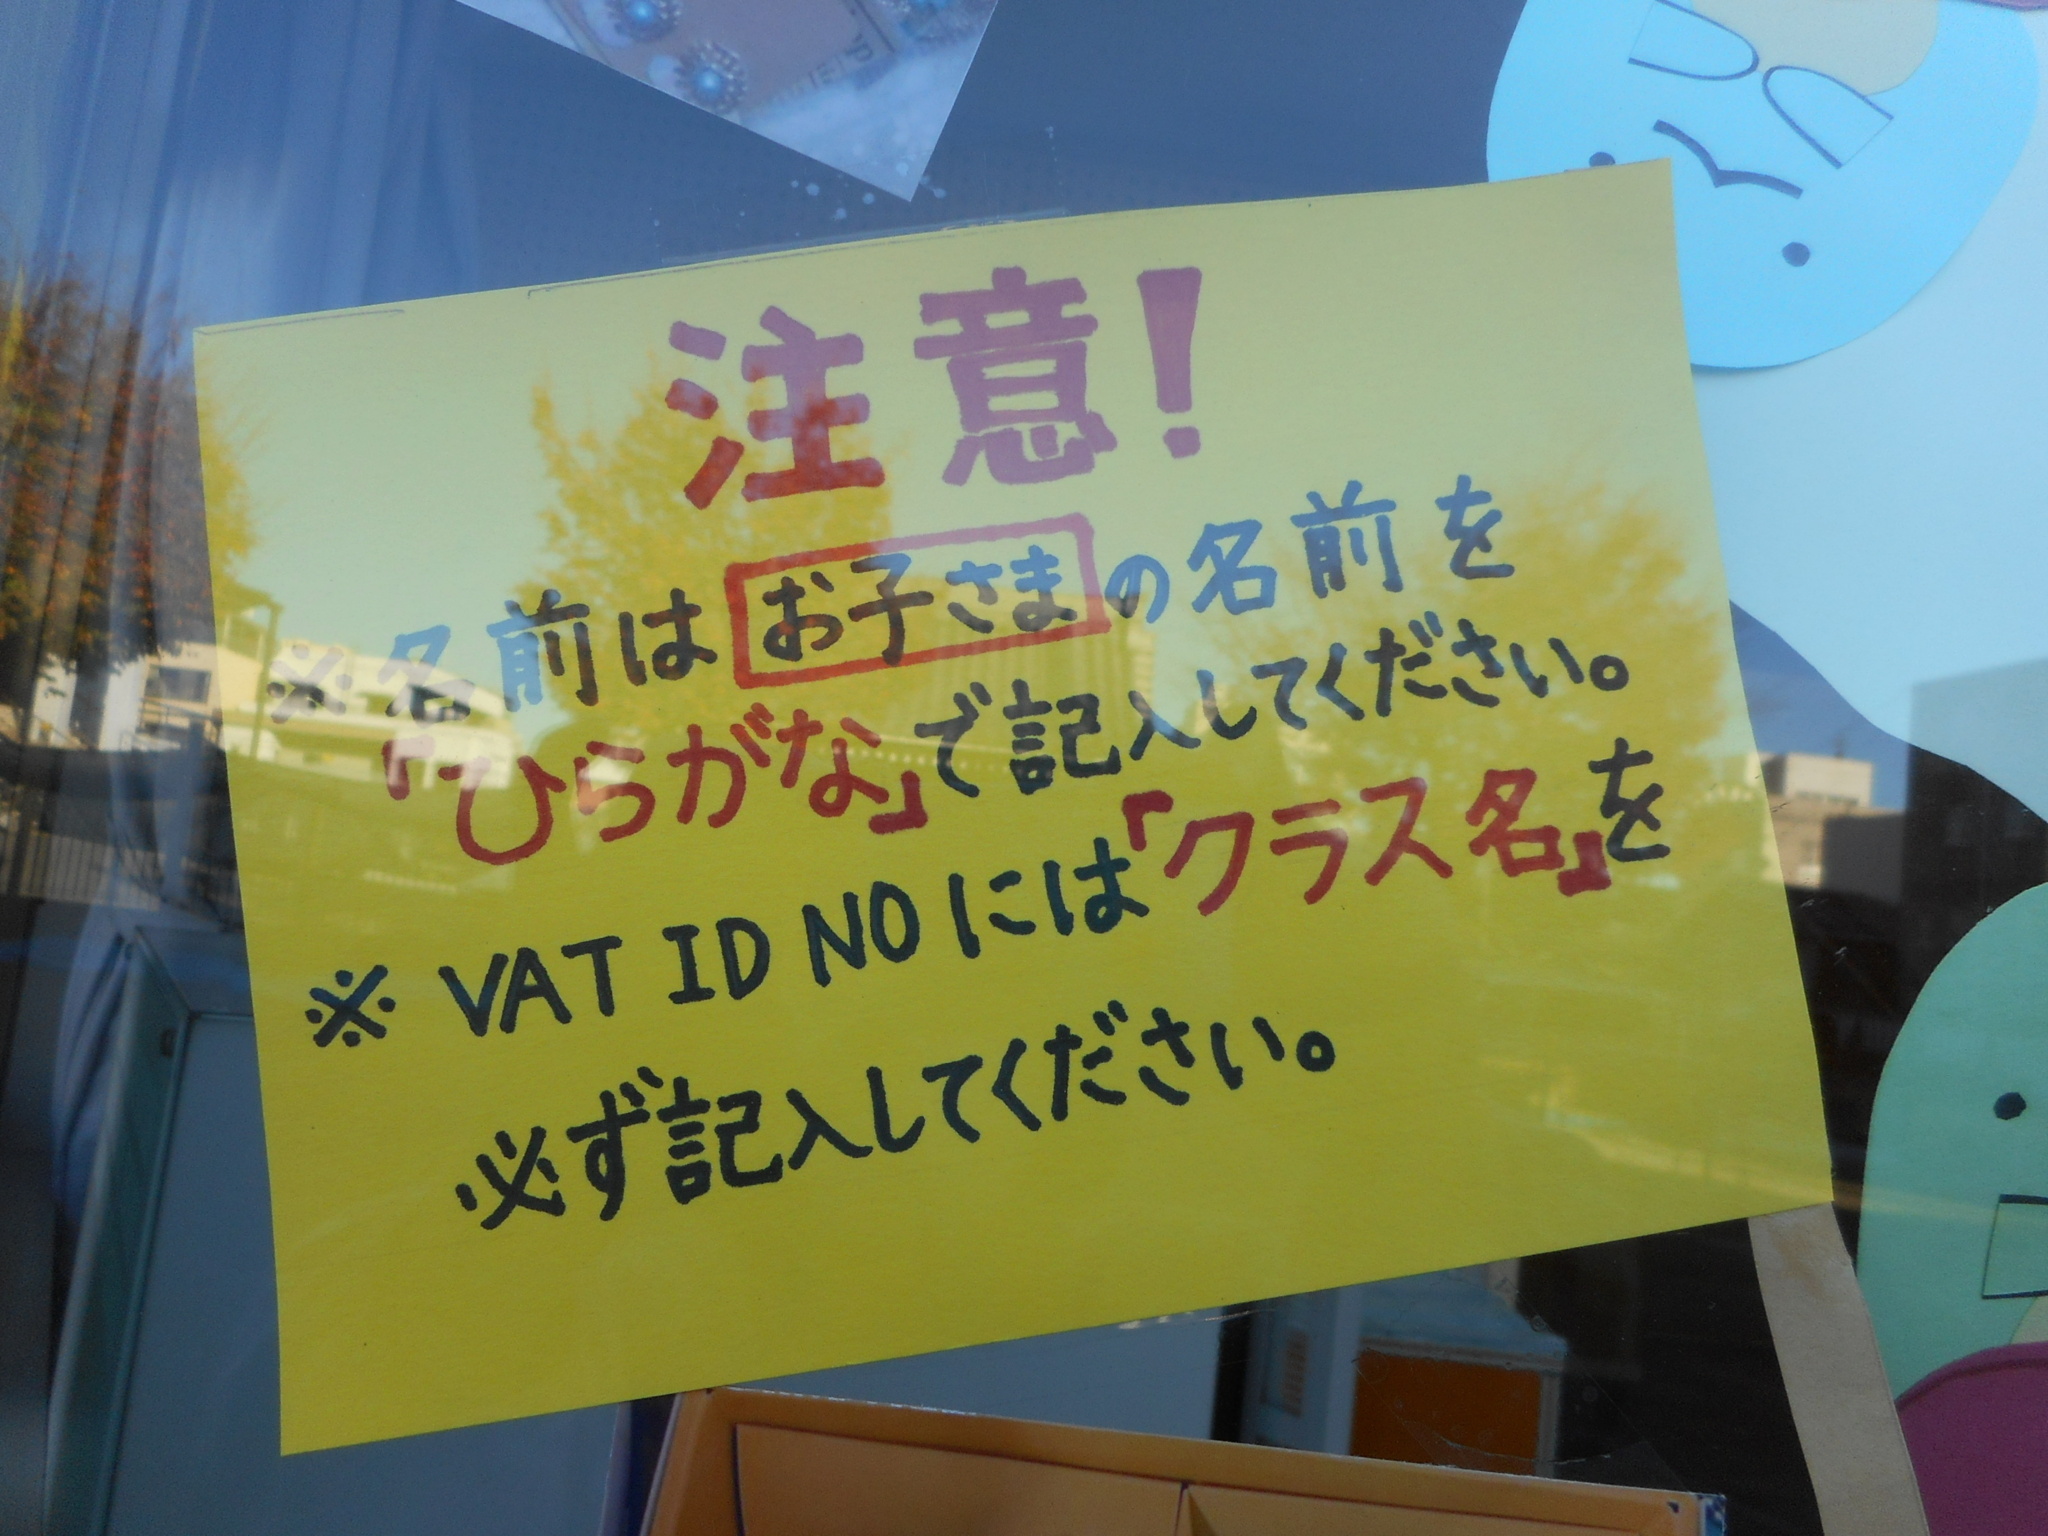 注意!
※名前は お子さま の名前を
「ひらがな」で記入してください。
※ VAT ID NOには「クラス名」を
必ず記入してください。